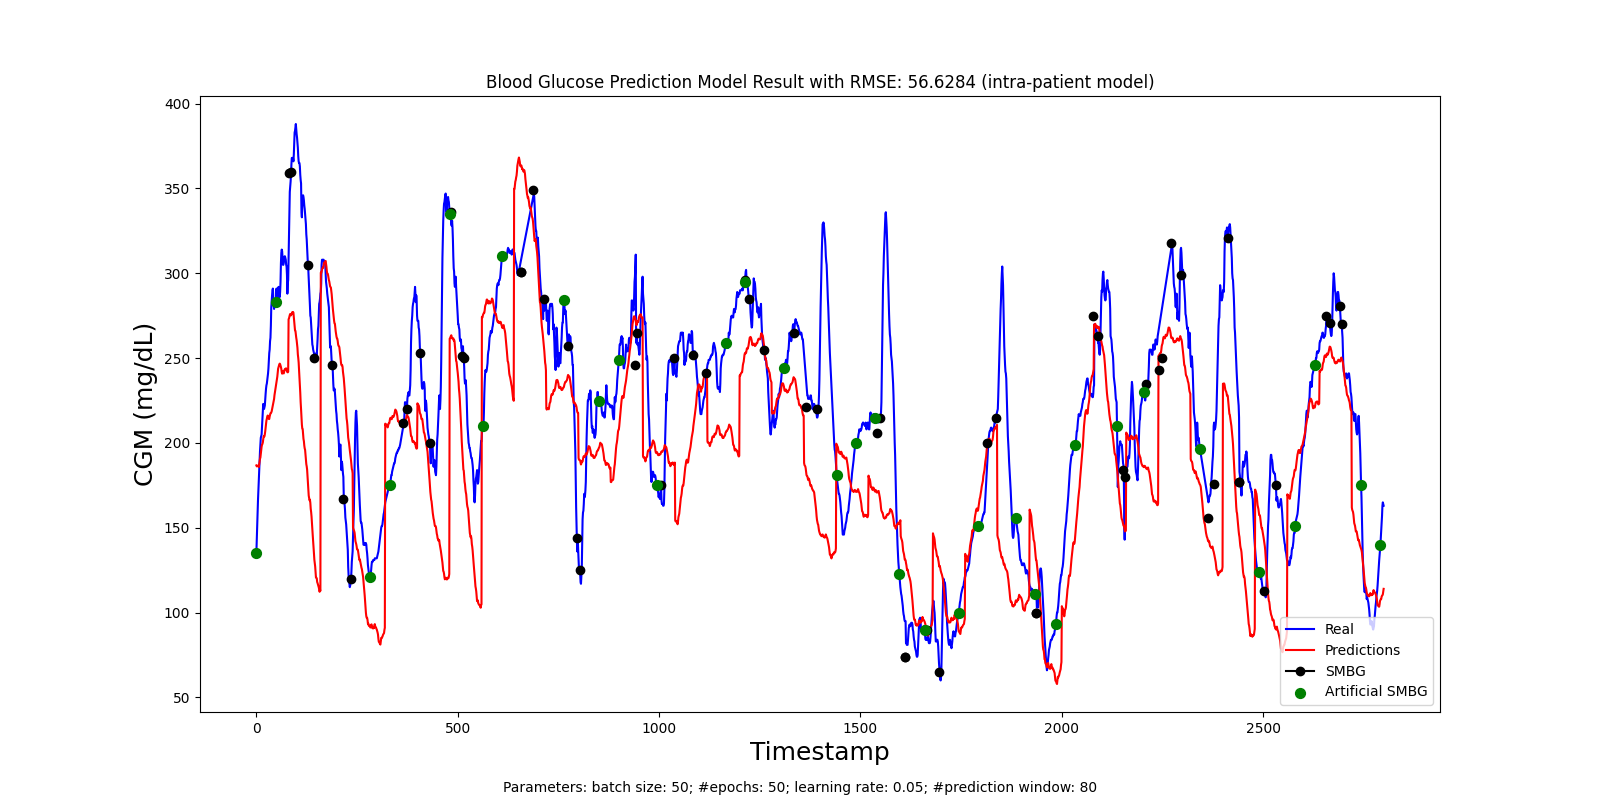 Blood Glucose Prediction Model Result with RMSE: 56.6284 (intra-patient model)
400
350
300
250
200
150
100
50
CGM (mg/dL)
Real
Predictions
SMBG
Artificial SMBG
0 500 1000 1500 2000 2500
Timestamp
Parameters: batch size: 50; #epochs: 50; learning rate: 0.05; #prediction window: 80